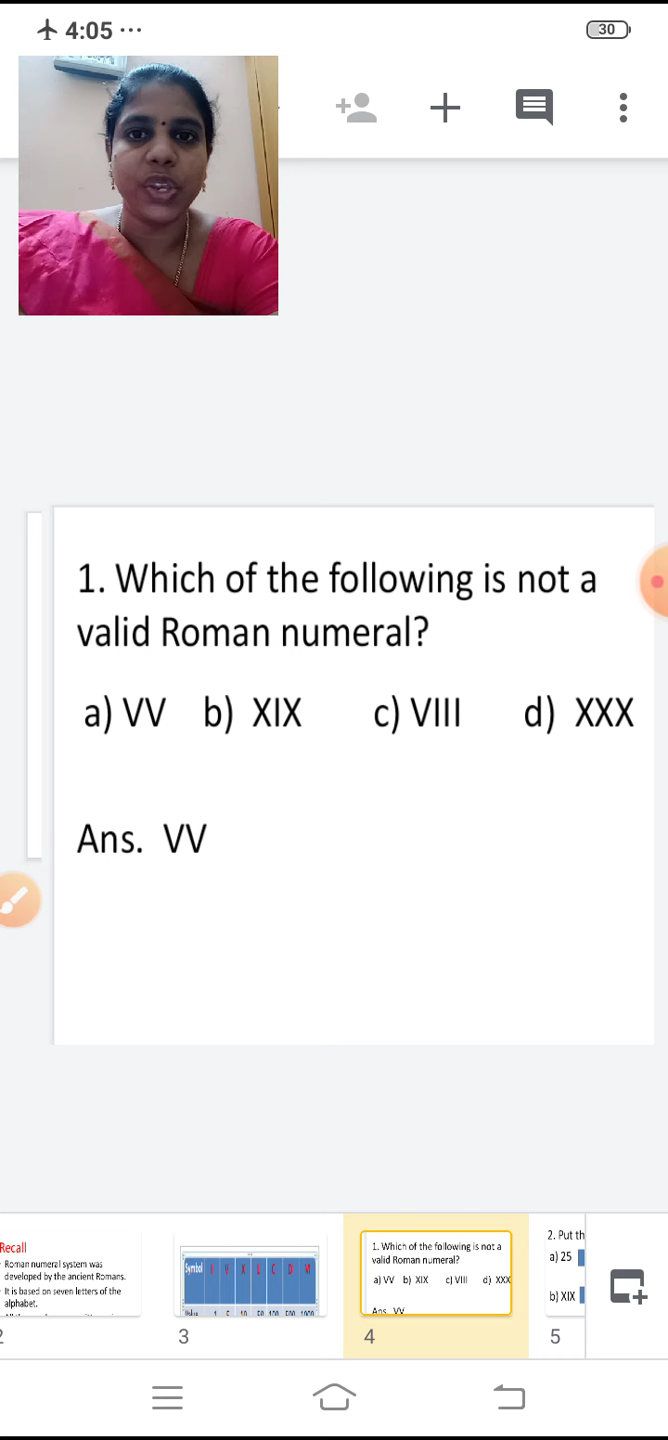 4:05 ...
30
1. Which of the following is not a
valid Roman numeral?
a) VV b) XIX c) VIII d) XXX
Ans. VV
Recall
Roman numeral system was
developed by the ancient Romans.
It is based on seven letters of the
alphabet.
2
Symbol I V X L C D M
3
1. Which of the following is not a
valid Roman numeral?
a) VV b) XIX c) VIII d) XXX
Ans. VV
4
2. Put th
a) 25
b) XIX
5